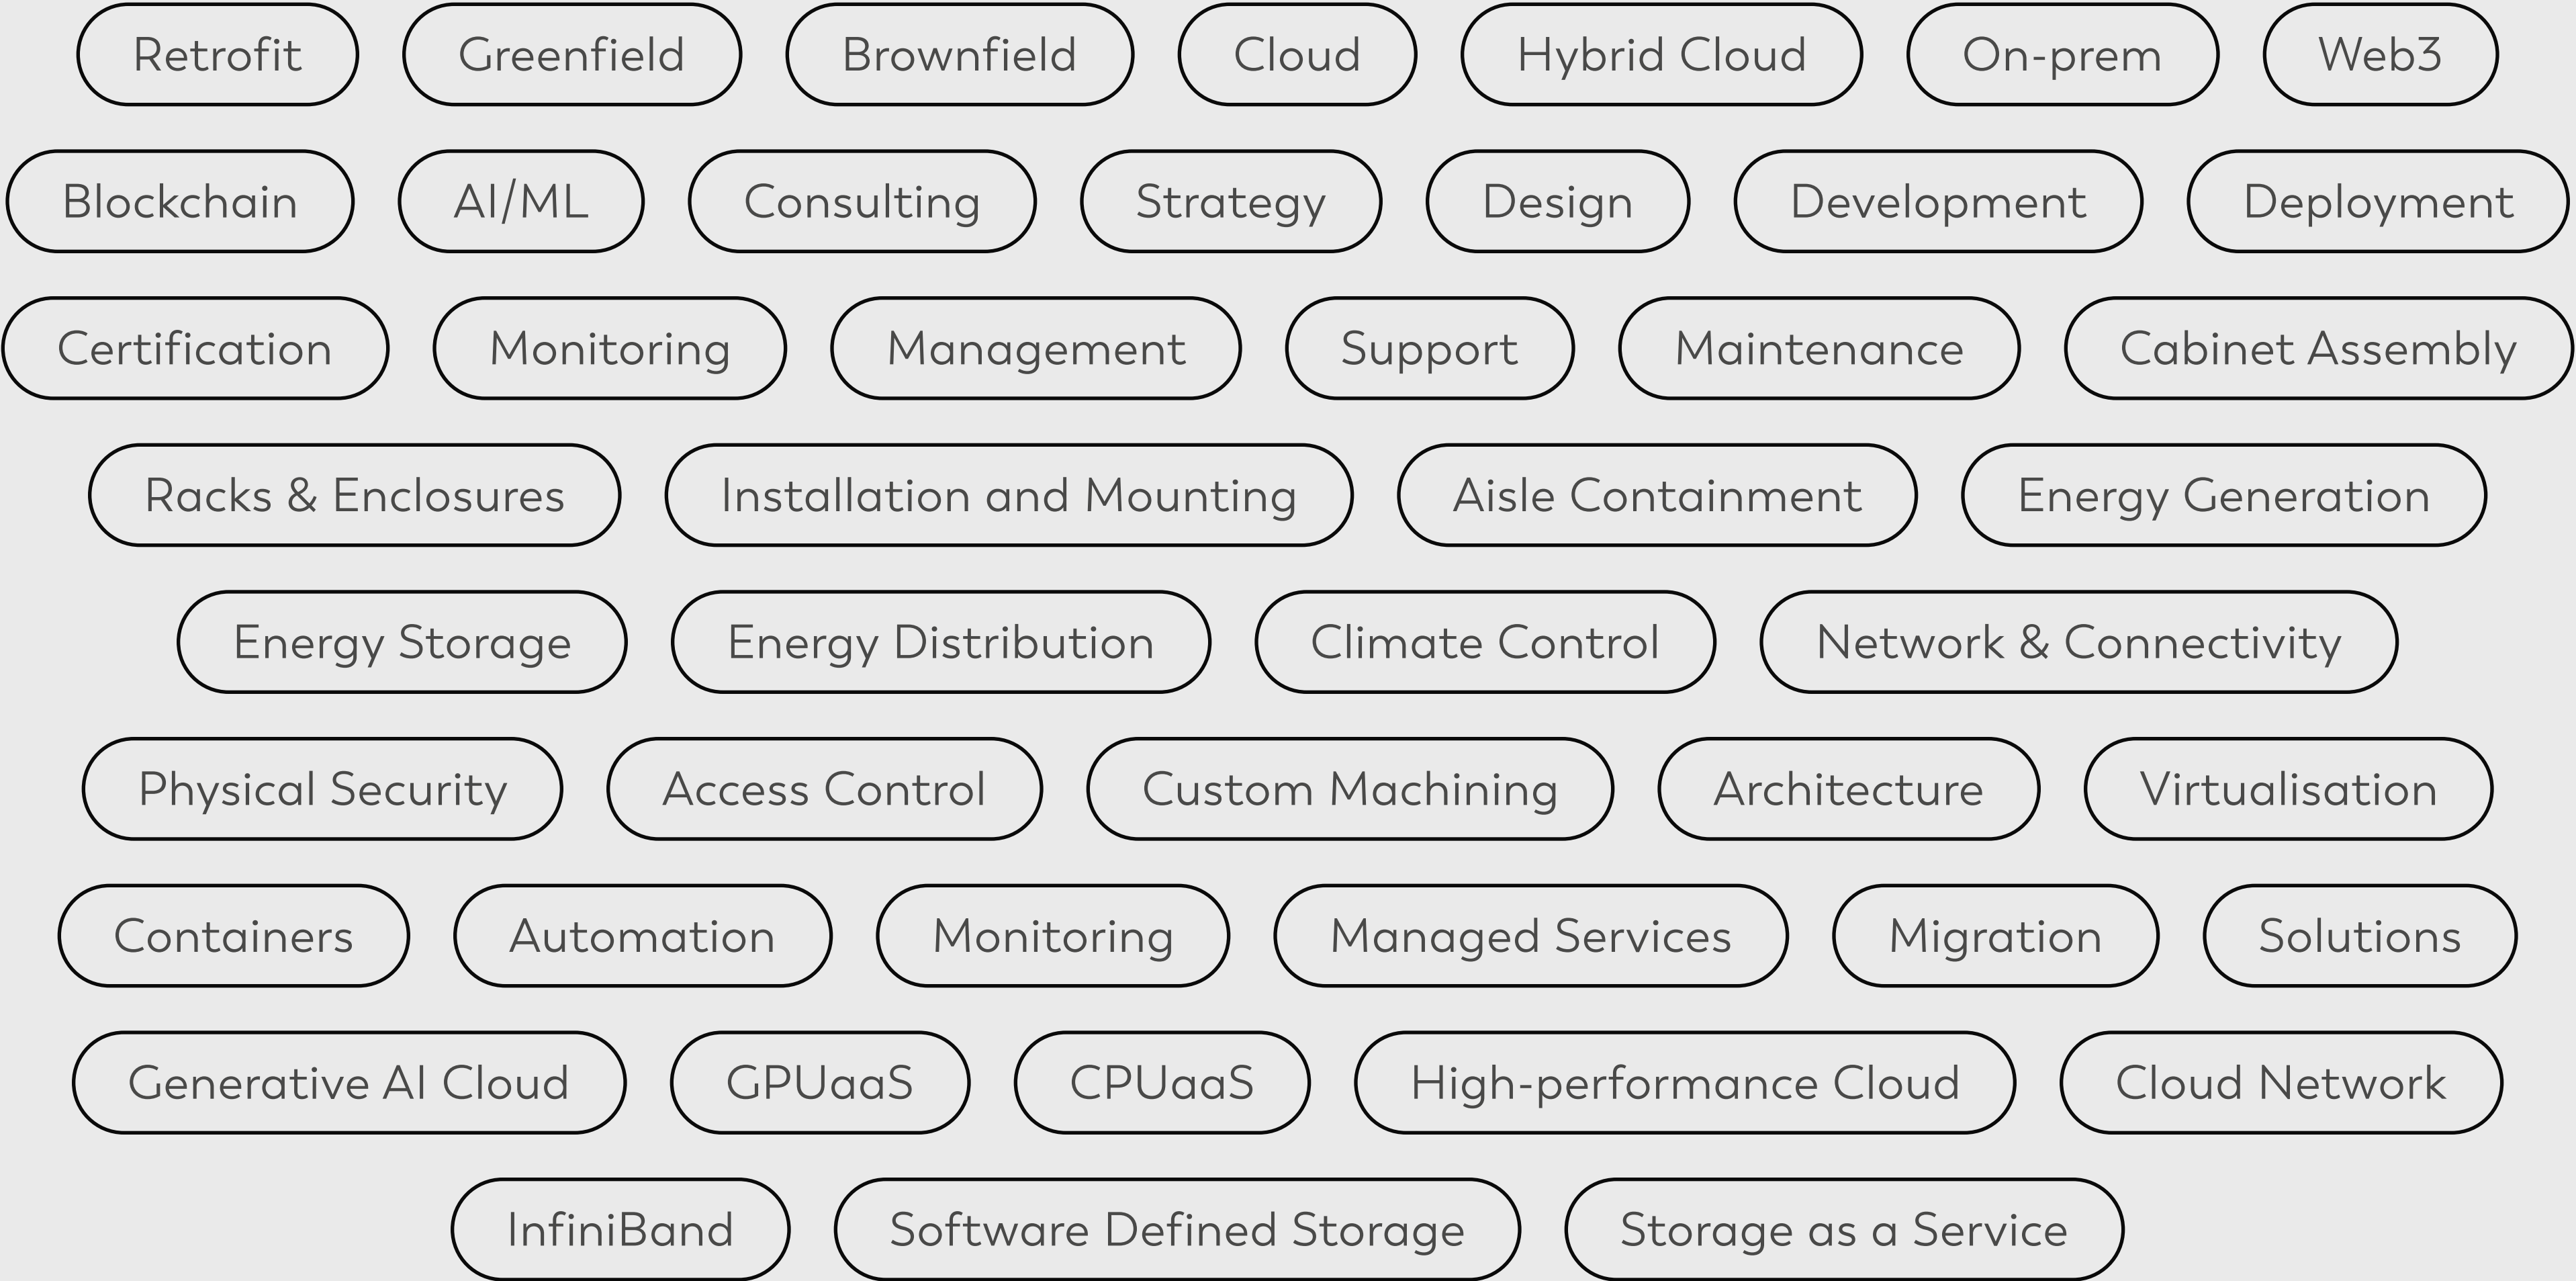 Retrofit Greenfield Brownfield Cloud Hybrid Cloud On-prem Web3
Blockchain AI/ML Consulting Strategy Design Development Deployment
Certification Monitoring Management Support Maintenance Cabinet Assembly
Racks & Enclosures Installation and Mounting Aisle Containment Energy Generation
Energy Storage Energy Distribution Climate Control Network & Connectivity
Physical Security Access Control Custom Machining Architecture Virtualisation
Containers Automation Monitoring Managed Services Migration Solutions
Generative AI Cloud GPUaaS CPUaaS High-performance Cloud Cloud Network
InfiniBand Software Defined Storage Storage as a Service